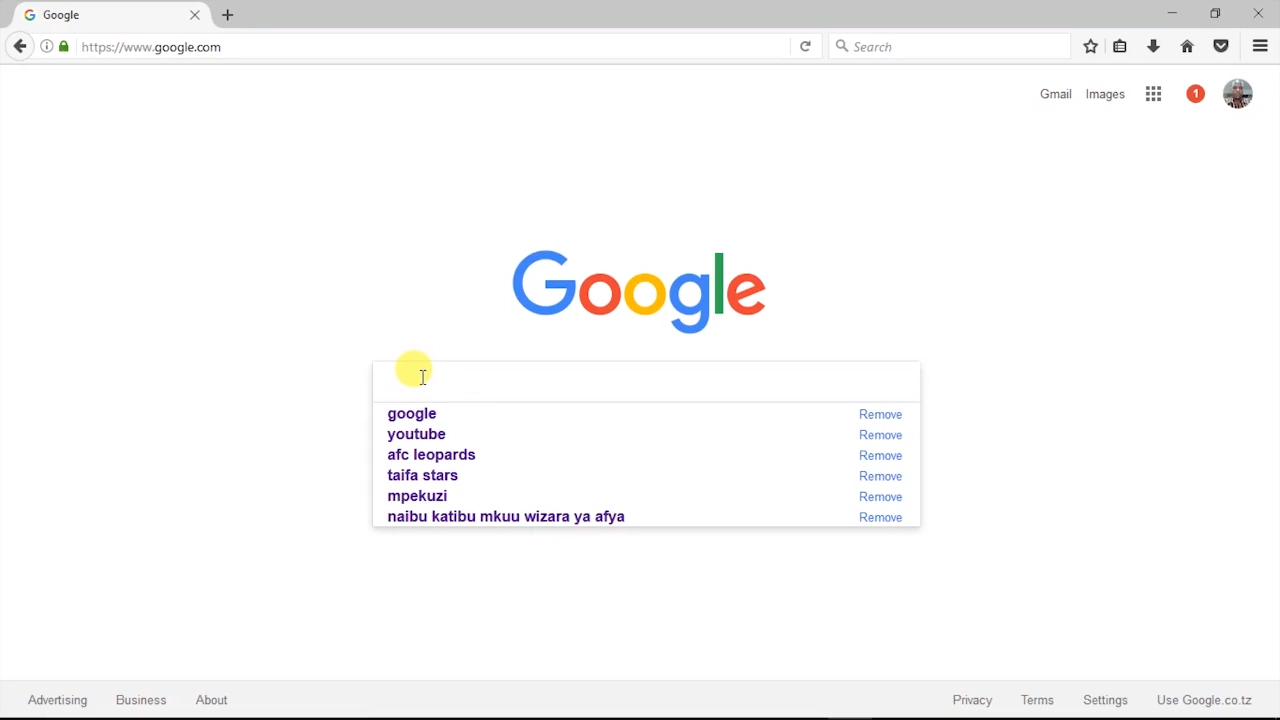 Google
https://www.google.com
Search
Gmail Images 1
Google
google Remove
youtube Remove
afc leopards Remove
taifa stars Remove
mpekuzi Remove
naibu katibu mkuu wizara ya afya Remove
Advertising Business About Privacy Terms Settings Use Google.co.tz